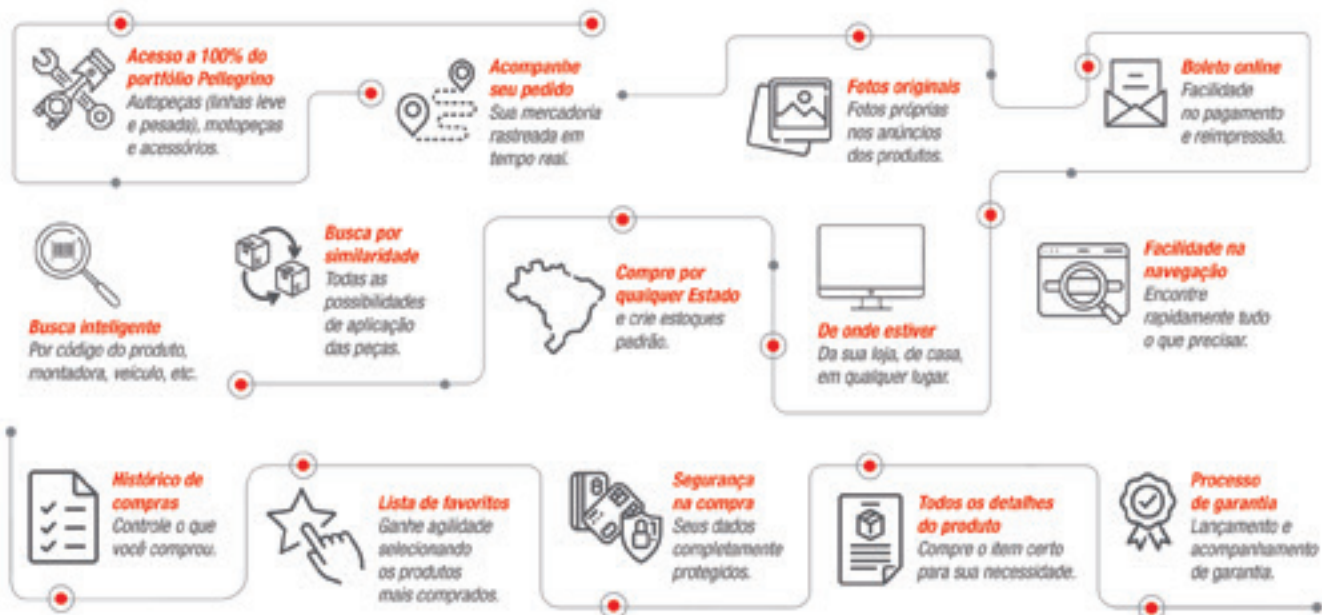 Acesso a 100% do
portfólio Pellegrino
Autopeças (linhas leve
e pesada), motopeças
e acessórios.
Acompanhe
seu pedido
Sua mercadoria
rastreada em
tempo real.
Fotos originais
Fotos próprias
nos anúncios
dos produtos.
Boleto online
Facilidade
no pagamento
e reimpressão.
Busca inteligente
Por código do produto,
montadora, veículo, etc.
Busca por
similaridade
Todas as
possibilidades
de aplicação
das peças.
Compre por
qualquer Estado
e crie estoques
padrão.
De onde estiver
Da sua loja, de casa,
em qualquer lugar.
Facilidade na
navegação
Encontre
rapidamente tudo
o que precisar.
Histórico de
compras
Controle o que
você comprou.
Lista de favoritos
Ganhe agilidade
selecionando
os produtos
mais comprados.
Segurança
na compra
Seus dados
completamente
protegidos.
Todos os detalhes
do produto
Compre o item certo
para sua necessidade.
Processo
de garantia
Lançamento e
acompanhamento
de garantia.